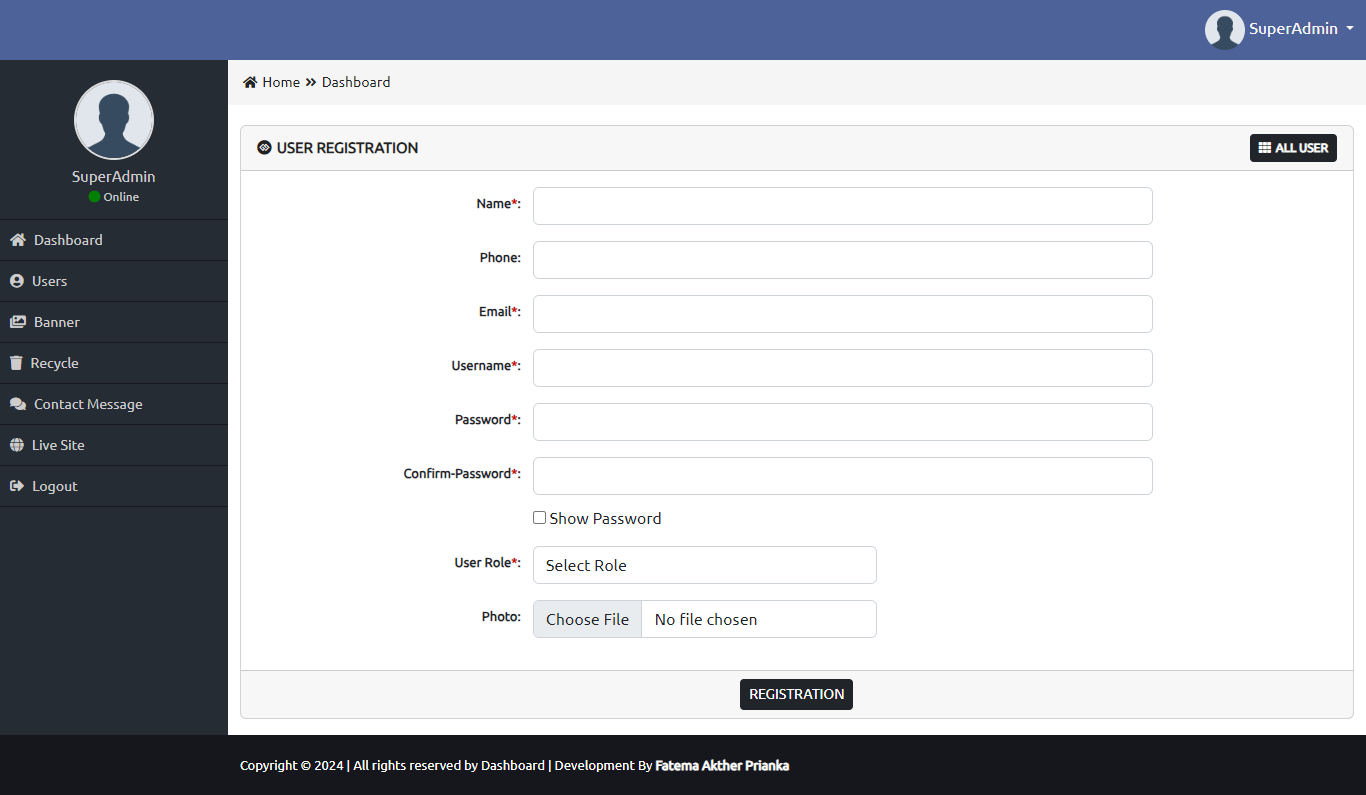 SuperAdmin
SuperAdmin
Online
Dashboard
Users
Banner
Recycle
Contact Message
Live Site
Logout
Home » Dashboard
USER REGISTRATION
ALL USER
Name*:
Phone:
Email*:
Username*:
Password*:
Confirm-Password*:
Show Password
User Role*: Select Role
Photo: Choose File No file chosen
REGISTRATION
Copyright © 2024 | All rights reserved by Dashboard | Development By Fatema Akther Prianka